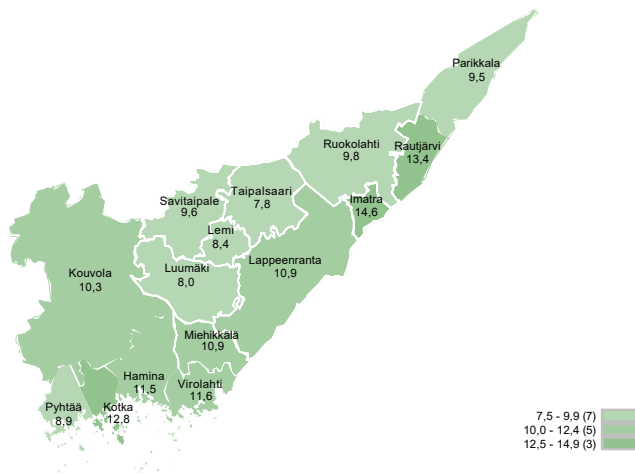 Parikkala
9,5
Ruokolahti
9,8
Rautjärvi
13,4
Taipalsaari
7,8
Imatra
14,6
Savitaipale
9,6
Lemi
8,4
Lappeenranta
10,9
Luumäki
8,0
Kouvola
10,3
Miehikkälä
10,9
Hamina
11,5
Virolahti
11,6
Pyhtää
8,9
Kotka
12,8
7,5 - 9,9 (7)
10,0 - 12,4 (5)
12,5 - 14,9 (3)